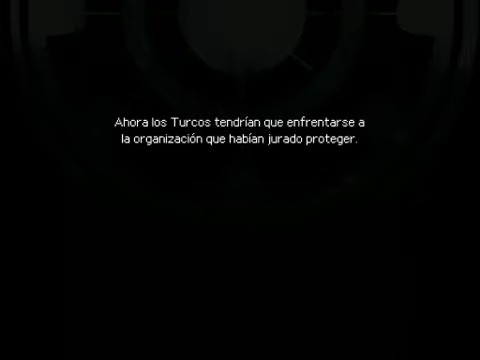 Ahora los Turcos tendrían que enfrentarse a
la organización que habían jurado proteger.